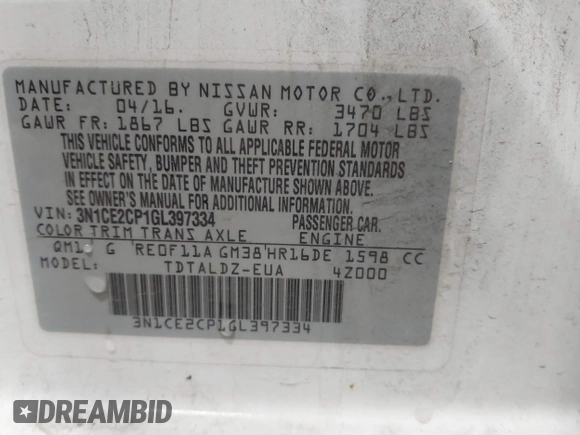 MANUFACTURED BY NISSAN MOTOR CO., LTD.
DATE: 04/16. GVWR: 3470 LBS
GAWR FR: 1867 LBS GAWR RR: 1704 LBS
THIS VEHICLE CONFORMS TO ALL APPLICABLE FEDERAL MOTOR
VEHICLE SAFETY, BUMPER AND THEFT PREVENTION STANDARDS
IN EFFECT ON THE DATE OF MANUFACTURE SHOWN ABOVE.
SEE OWNER'S MANUAL FOR ADDITIONAL INFORMATION.
VIN: 3N1CE2CP1GL397334 PASSENGER CAR.
COLOR TRIM TRANS AXLE ENGINE
QM1 G RE0F11A GM38 HR16DE 1598 CC
MODEL: TDTALDZ-EUA 4Z000
3N1CE2CP1GL397334
DREAMBID